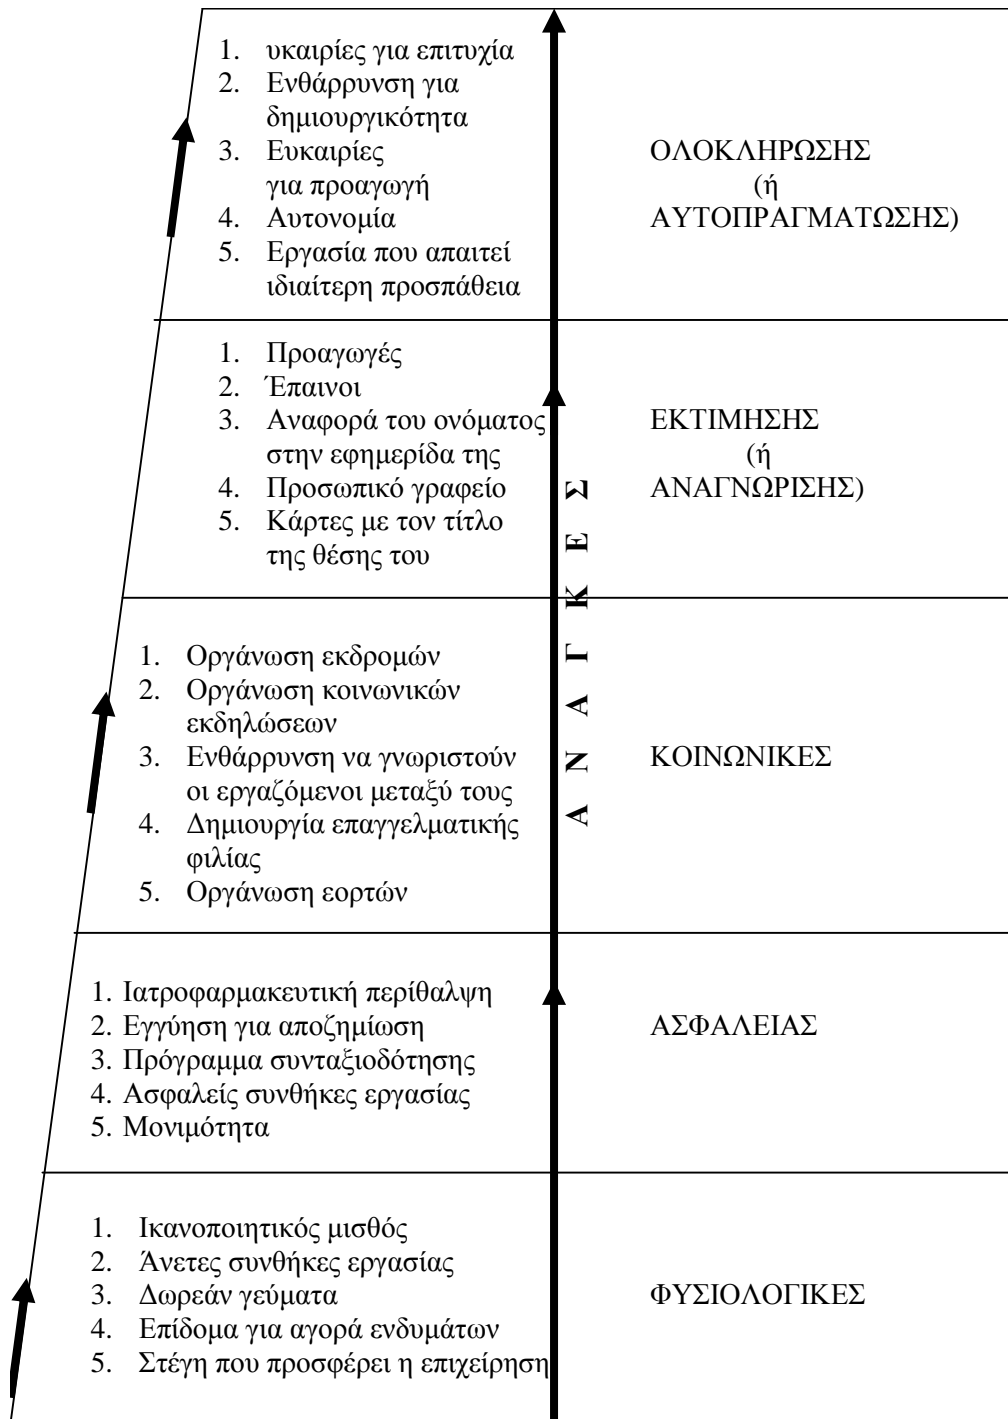 1. υκαιρίες για επιτυχία
2. Ενθάρρυνση για
δημιουργικότητα
3. Ευκαιρίες
για προαγωγή
4. Αυτονομία
5. Εργασία που απαιτεί
ιδιαίτερη προσπάθεια
ΟΛΟΚΛΗΡΩΣΗΣ
(ή
ΑΥΤΟΠΡΑΓΜΑΤΩΣΗΣ)
1. Προαγωγές
2. Έπαινοι
3. Αναφορά του ονόματος
στην εφημερίδα της
4. Προσωπικό γραφείο
5. Κάρτες με τον τίτλο
της θέσης του
ΕΚΤΙΜΗΣΗΣ
(ή
ΑΝΑΓΝΩΡΙΣΗΣ)
Α Ν Α Γ Κ Ε Σ
1. Οργάνωση εκδρομών
2. Οργάνωση κοινωνικών
εκδηλώσεων
3. Ενθάρρυνση να γνωριστούν
οι εργαζόμενοι μεταξύ τους
4. Δημιουργία επαγγελματικής
φιλίας
5. Οργάνωση εορτών
ΚΟΙΝΩΝΙΚΕΣ
1. Ιατροφαρμακευτική περίθαλψη
2. Εγγύηση για αποζημίωση
3. Πρόγραμμα συνταξιοδότησης
4. Ασφαλείς συνθήκες εργασίας
5. Μονιμότητα
ΑΣΦΑΛΕΙΑΣ
1. Ικανοποιητικός μισθός
2. Άνετες συνθήκες εργασίας
3. Δωρεάν γεύματα
4. Επίδομα για αγορά ενδυμάτων
5. Στέγη που προσφέρει η επιχείρηση
ΦΥΣΙΟΛΟΓΙΚΕΣ